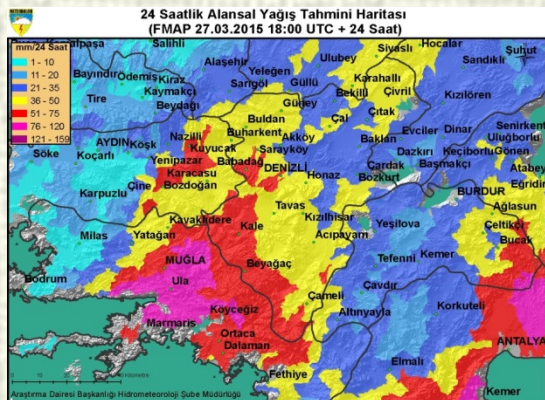 24 Saatlik Alansal Yağış Tahmini Haritası
(FMAP 27.03.2015 18:00 UTC + 24 Saat)
mm/24 Saat
1 - 10
11 - 20
21 - 35
36 - 50
51 - 75
76 - 120
121 - 159
Salihli
Hocalar
Sivaslı
Şuhut
Alaşehir
Ulubey
Sandıklı
Bayındır
Ödemiş
Kiraz
Yeleğen
Karahallı
Sarıgöl
Güllü
Tire
Kaymakçı
Bekilli
Çivril
Kızılören
Beydağı
Güney
Çıtak
Buldan
Çal
Nazilli
Buharkent
Akköy
Evciler
Dinar
Senirkent
AYDIN
Köşk
Kuyucak
Sarayköy
Baklan
Uluborlu
Söke
Koçarlı
Yenipazar
Babadağ
DENİZLİ
Dazkırı
Keçiborlu
Gönen
Çardak
Başmakçı
Atabey
Karacasu
Honaz
Bozkurt
Çine
Bozdoğan
BURDUR
Eğridir
Karpuzlu
Tavas
Ağlasun
Kavaklıdere
Kızılhisar
Yeşilova
Çeltikçi
Milas
Yatağan
Kale
Acıpayam
Bucak
MUĞLA
Beyağaç
Tefenni
Kemer
Bodrum
Ula
Çavdır
Köyceğiz
Çameli
Altınyayla
Korkuteli
Marmaris
Ortaca
ANTALYA
Dalaman
Elmalı
Fethiye
Kemer
Araştırma Dairesi Başkanlığı Hidrometeoroloji Şube Müdürlüğü